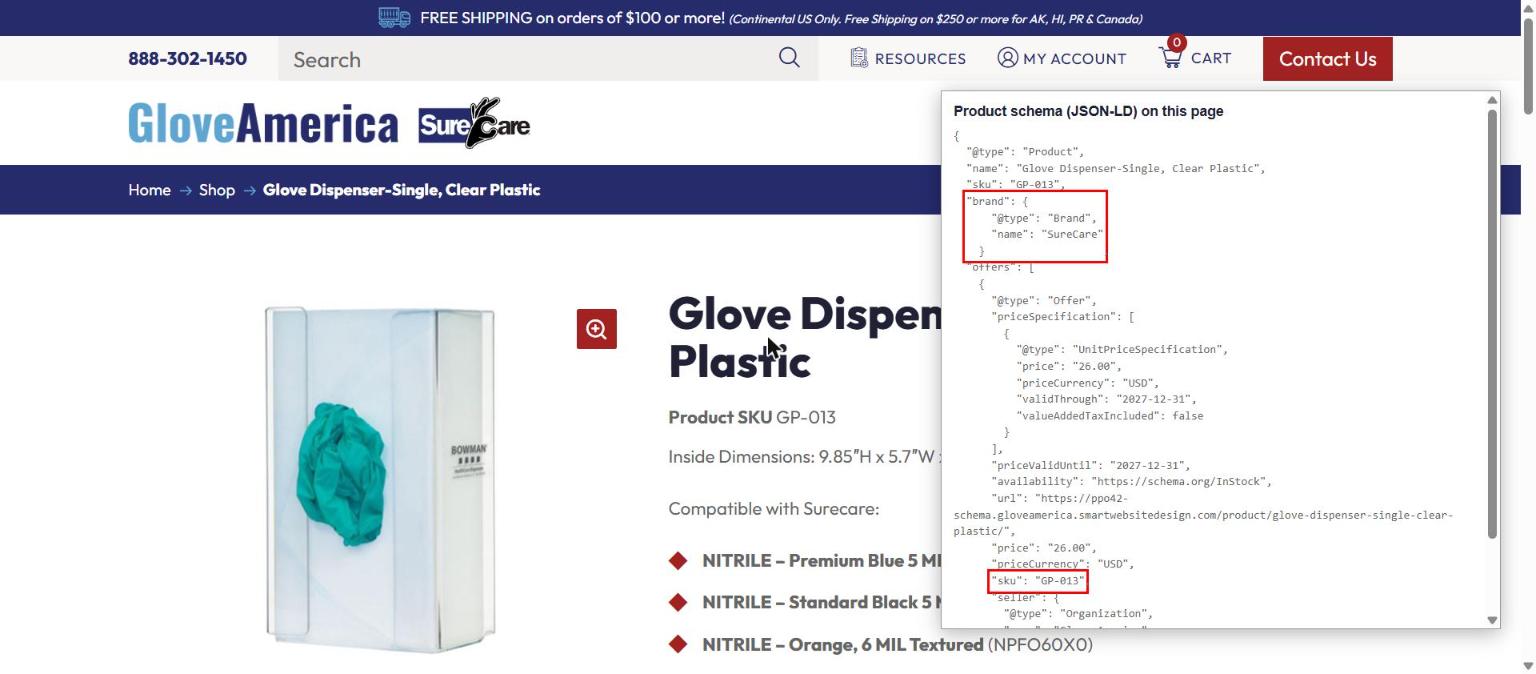 FREE SHIPPING on orders of $100 or more! (Continental US Only. Free Shipping on $250 or more for AK, HI, PR & Canada)
888-302-1450
Search
RESOURCES
MY ACCOUNT
0
CART
Contact Us
GloveAmerica
SureCare
Home → Shop → Glove Dispenser-Single, Clear Plastic
Glove Dispen
Plastic
Product SKU GP-013
Inside Dimensions: 9.85″H x 5.7″W
Compatible with Surecare:
NITRILE – Premium Blue 5 MI
NITRILE – Standard Black 5
NITRILE – Orange, 6 MIL Textured (NPFO60X0)
BOWMAN
Product schema (JSON-LD) on this page
{
"@type": "Product",
"name": "Glove Dispenser-Single, Clear Plastic",
"sku": "GP-013",
"brand": {
"@type": "Brand",
"name": "SureCare"
}
"offers": [
{
"@type": "Offer",
"priceSpecification": [
{
"@type": "UnitPriceSpecification",
"price": "26.00",
"priceCurrency": "USD",
"validThrough": "2027-12-31",
"valueAddedTaxIncluded": false
}
],
"priceValidUntil": "2027-12-31",
"availability": "https://schema.org/InStock",
"url": "https://ppo42-
schema.gloveamerica.smartwebsitedesign.com/product/glove-dispenser-single-clear-
plastic/",
"price": "26.00",
"priceCurrency": "USD",
"sku": "GP-013"
"seller": {
"@type": "Organization",